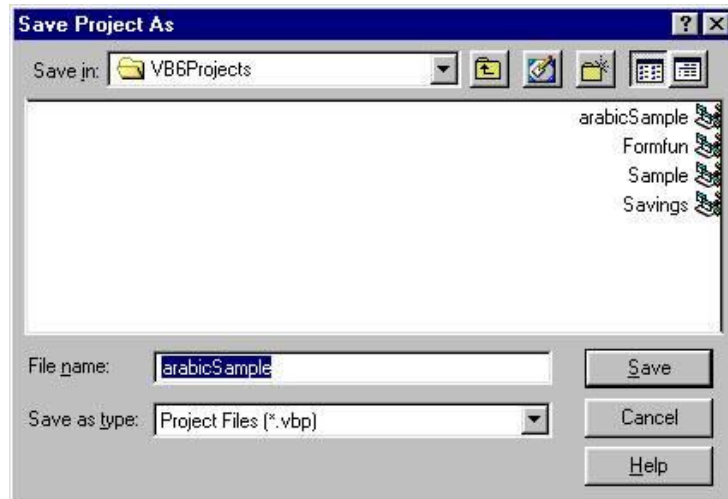 Save Project As
Save in: VB6Projects
arabicSample
Formfun
Sample
Savings
File name: arabicSample Save
Save as type: Project Files (*.vbp) Cancel
Help